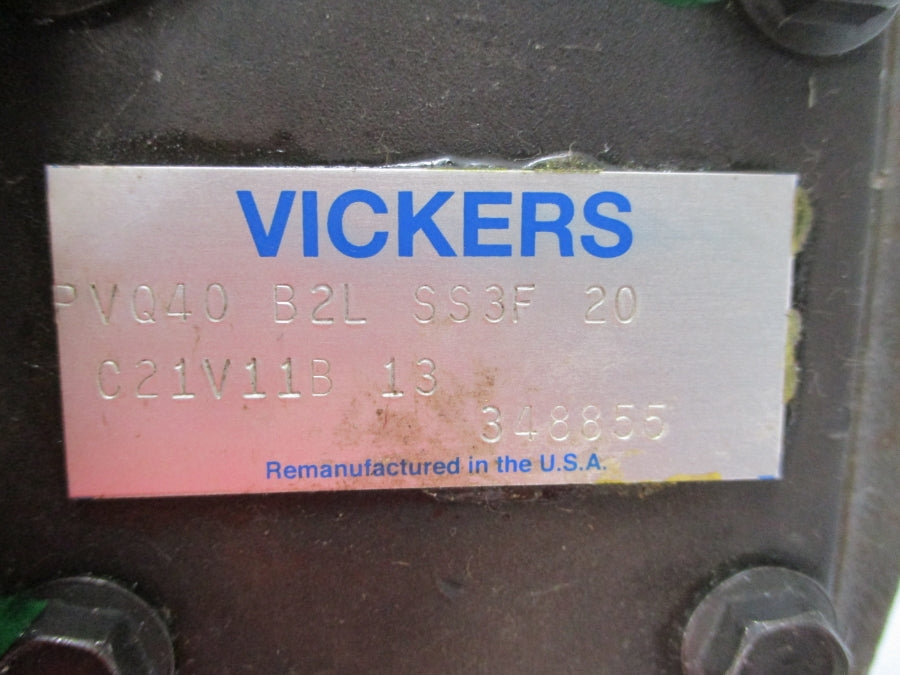 VICKERS
PVQ40 B2L SS3F 20
C21V11B 13
348855
Remanufactured in the U.S.A.